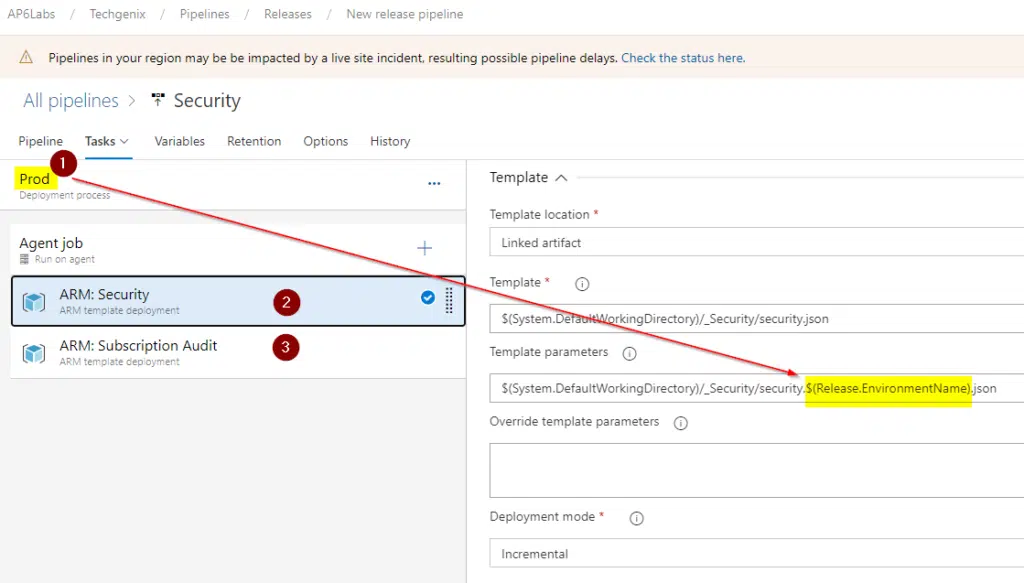 AP6Labs / Techgenix / Pipelines / Releases / New release pipeline
Pipelines in your region may be be impacted by a live site incident, resulting possible pipeline delays. Check the status here.
All pipelines > Security
Pipeline Tasks Variables Retention Options History
1
Prod
Deployment process
...
Agent job
Run on agent
ARM: Security
ARM template deployment
2
ARM: Subscription Audit
ARM template deployment
3
Template
Template location *
Linked artifact
Template *
$(System.DefaultWorkingDirectory)/_Security/security.json
Template parameters
$(System.DefaultWorkingDirectory)/_Security/security.$(Release.EnvironmentName).json
Override template parameters
Deployment mode *
Incremental